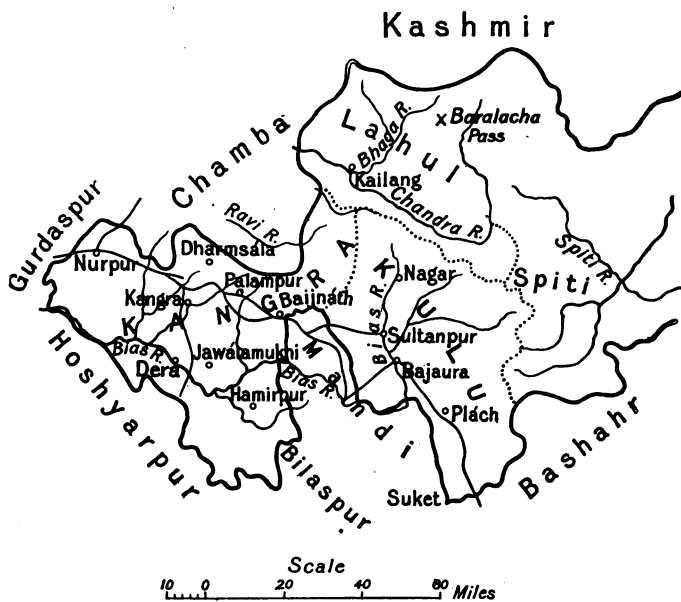 Kashmir
Baralacha
Pass
Lahul
Bhaga R.
Kailang
Chamba
Chandra R.
Ravi R.
Gurdaspur
Dharmsala
Nurpur
Palampur
Nagar
Spiti R.
Spiti
Kangra
Baijnath
KANGRA
KULU
Bias R.
Sultanpur
Bias R.
Dera
Jawalamukhi
Mandi
Bias R.
Bajaura
Hamirpur
Plach
Hoshyarpur
Bilaspur
Suket
Bashahr
Scale
10 0 20 40 60 Miles